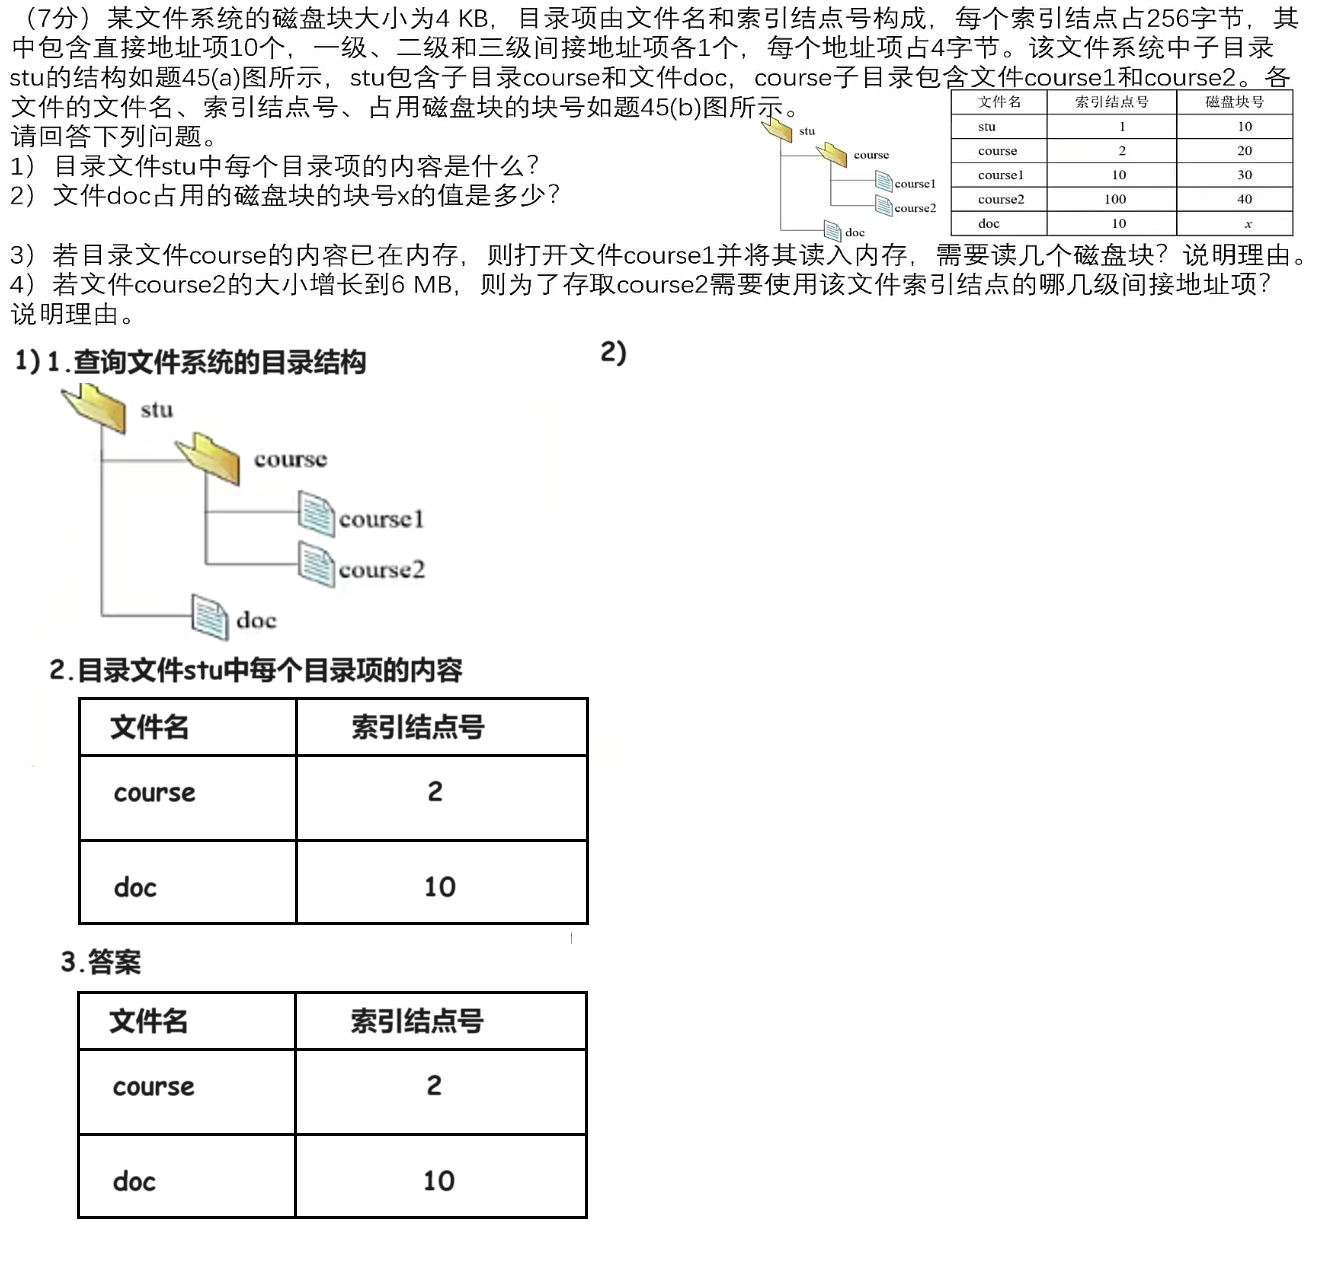 （7分）某文件系统的磁盘块大小为4 KB，目录项由文件名和索引结点号构成，每个索引结点占256字节，其
中包含直接地址项10个，一级、二级和三级间接地址项各1个，每个地址项占4字节。该文件系统中子目录
stu的结构如题45(a)图所示，stu包含子目录course和文件doc，course子目录包含文件course1和course2。各
文件的文件名、索引结点号、占用磁盘块的块号如题45(b)图所示。
请回答下列问题。
1）目录文件stu中每个目录项的内容是什么？
2）文件doc占用的磁盘块的块号x的值是多少？
stu
course
course1
course2
doc
文件名 索引结点号 磁盘块号
stu 1 10
course 2 20
course1 10 30
course2 100 40
doc 10 x
3）若目录文件course的内容已在内存，则打开文件course1并将其读入内存，需要读几个磁盘块？说明理由。
4）若文件course2的大小增长到6 MB，则为了存取course2需要使用该文件索引结点的哪几级间接地址项？
说明理由。
1) 1.查询文件系统的目录结构
stu
course
course1
course2
doc
2.目录文件stu中每个目录项的内容
文件名 索引结点号
course 2
doc 10
3.答案
文件名 索引结点号
course 2
doc 10
2)